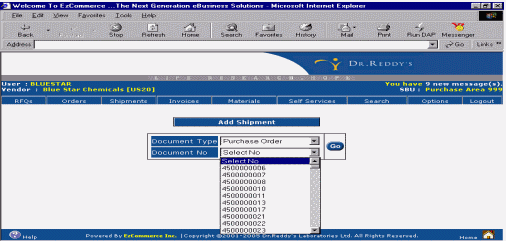 Welcome To EzCommerce ...The Next Generation eBusiness Solutions - Microsoft Internet Explorer
File Edit View Favorites Tools Help
Back Stop Refresh Home Search Favorites History Mail Print Run DAP Messenger
Address Go Links »
DR.REDDY'S
LIFE. RESEARCH. HOPE
User : BLUESTAR You have 9 new message(s).
Vendor : Blue Star Chemicals [US20] SBU : Purchase Area 999
RFQs Orders Shipments Invoices Materials Self Services Search Options Logout
Add Shipment
Document Type Purchase Order
Document No Select No
Go
Select No
4500000006
4500000007
4500000008
4500000010
4500000011
4500000013
4500000017
4500000021
4500000022
4500000023
Help Powered By EzCommerce Inc. |Copyright ©2001-2005 Dr.Reddy's Laboratories Ltd. All Rights Reserved. Home